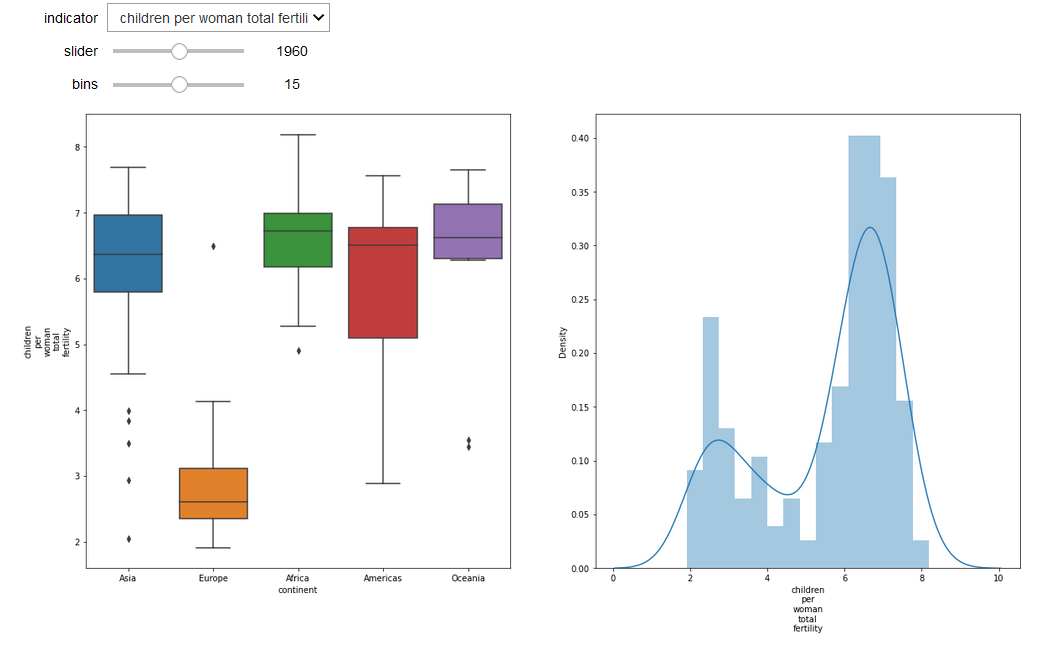 indicator children per woman total fertili
slider 1960
bins 15
8
7
6
5
4
3
2
children
per
woman
total
fertility
Asia Europe Africa Americas Oceania
continent
0.40
0.35
0.30
0.25
0.20
0.15
0.10
0.05
0.00
Density
0 2 4 6 8 10
children
per
woman
total
fertility